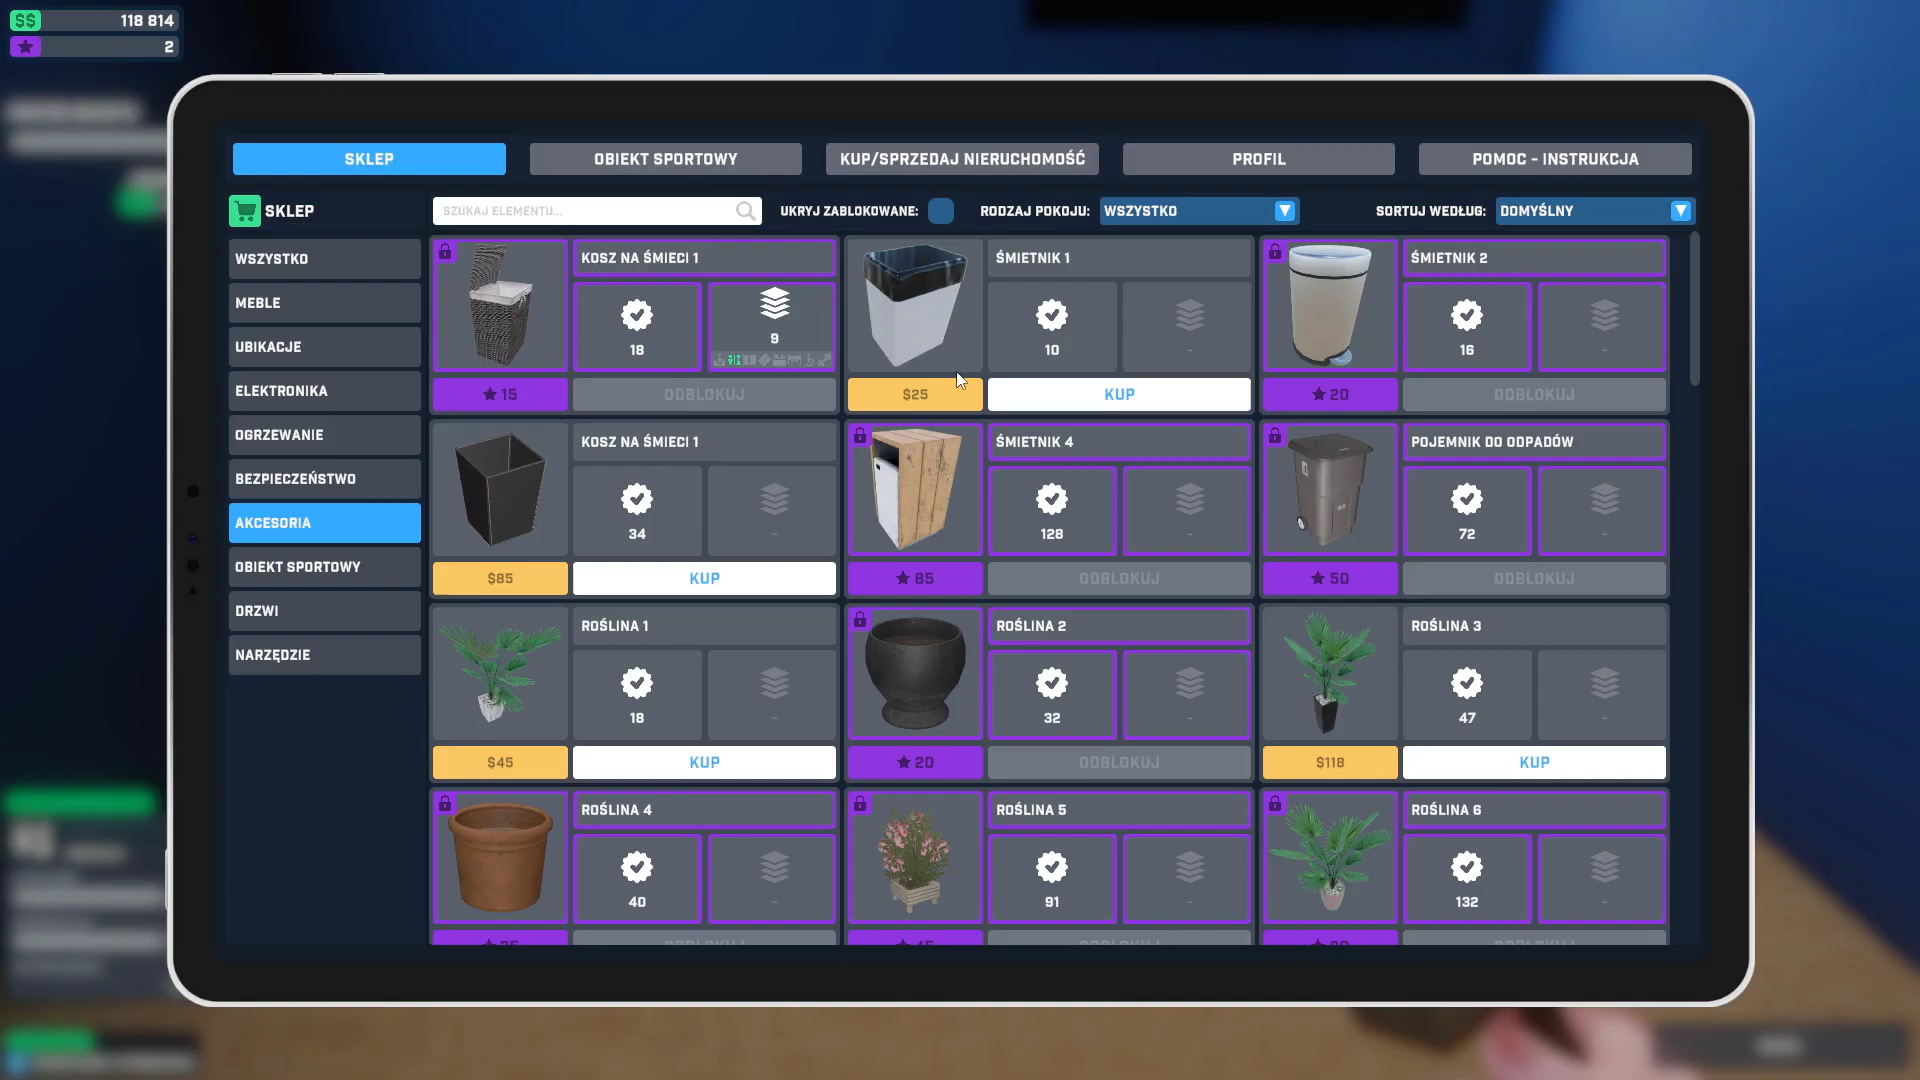 $$ 118 814
2
SKLEP
OBIEKT SPORTOWY
KUP/SPRZEDAJ NIERUCHOMOŚĆ
PROFIL
POMOC - INSTRUKCJA
SKLEP
SZUKAJ ELEMENTU...
UKRYJ ZABLOKOWANE:
RODZAJ POKOJU: WSZYSTKO
SORTUJ WEDŁUG: DOMYŚLNY
WSZYSTKO
MEBLE
UBIKACJE
ELEKTRONIKA
OGRZEWANIE
BEZPIECZEŃSTWO
AKCESORIA
OBIEKT SPORTOWY
DRZWI
NARZĘDZIE
KOSZ NA ŚMIECI 1
18
9
15
ODBLOKUJ
ŚMIETNIK 1
10
-
$25
KUP
ŚMIETNIK 2
16
-
20
ODBLOKUJ
KOSZ NA ŚMIECI 1
34
-
$85
KUP
ŚMIETNIK 4
128
-
85
ODBLOKUJ
POJEMNIK DO ODPADÓW
72
-
50
ODBLOKUJ
ROŚLINA 1
18
-
$45
KUP
ROŚLINA 2
32
-
20
ODBLOKUJ
ROŚLINA 3
47
-
$118
KUP
ROŚLINA 4
40
-
ODBLOKUJ
ROŚLINA 5
91
-
ODBLOKUJ
ROŚLINA 6
132
-
ODBLOKUJ